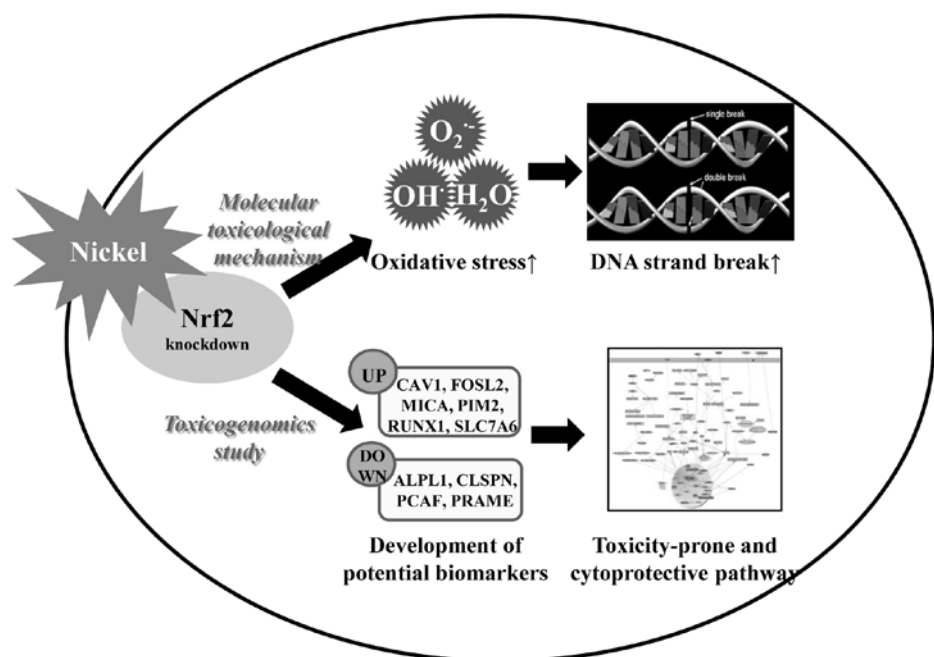 Nickel
Nrf2
knockdown
Molecular
toxicological
mechanism
O₂·⁻
OH· H₂O
Oxidative stress↑
single break
double break
DNA strand break↑
Toxicogenomics
study
UP
CAV1, FOSL2,
MICA, PIM2,
RUNX1, SLC7A6
DO
WN
ALPL1, CLSPN,
PCAF, PRAME
Development of
potential biomarkers
Toxicity-prone and
cytoprotective pathway